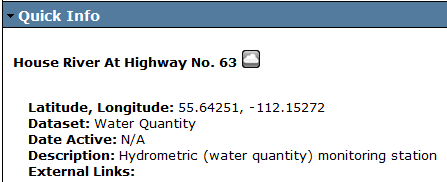 Quick Info
House River At Highway No. 63
Latitude, Longitude: 55.64251, -112.15272
Dataset: Water Quantity
Date Active: N/A
Description: Hydrometric (water quantity) monitoring station
External Links: